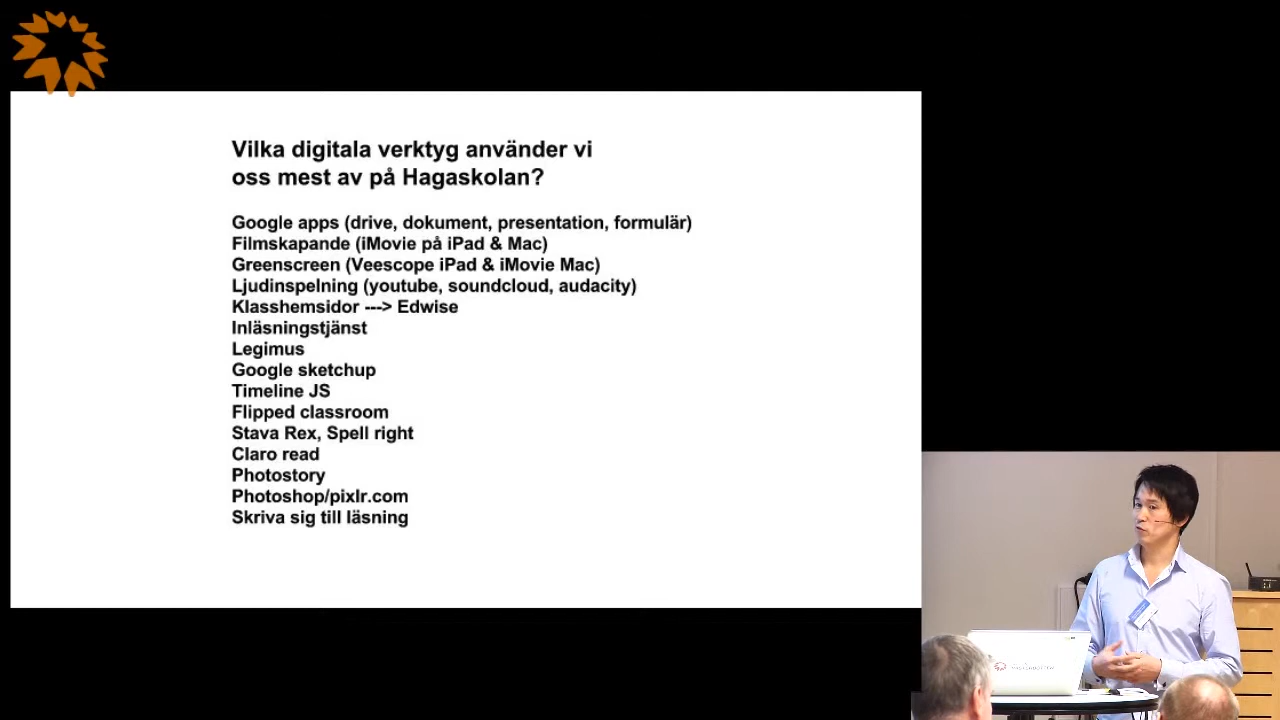 Vilka digitala verktyg använder vi
oss mest av på Hagaskolan?
Google apps (drive, dokument, presentation, formulär)
Filmskapande (iMovie på iPad & Mac)
Greenscreen (Veescope iPad & iMovie Mac)
Ljudinspelning (youtube, soundcloud, audacity)
Klasshemsidor ---> Edwise
Inläsningstjänst
Legimus
Google sketchup
Timeline JS
Flipped classroom
Stava Rex, Spell right
Claro read
Photostory
Photoshop/pixlr.com
Skriva sig till läsning